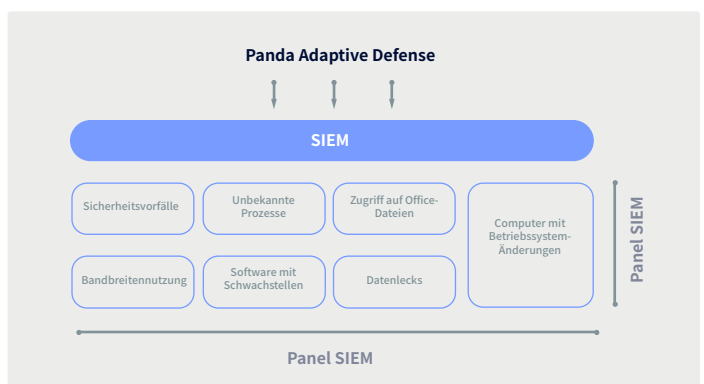 Panda Adaptive Defense
SIEM
Sicherheitsvorfälle
Unbekannte
Prozesse
Zugriff auf Office-
Dateien
Computer mit
Betriebssystem-
Änderungen
Bandbreitennutzung
Software mit
Schwachstellen
Datenlecks
Panel SIEM
Panel SIEM